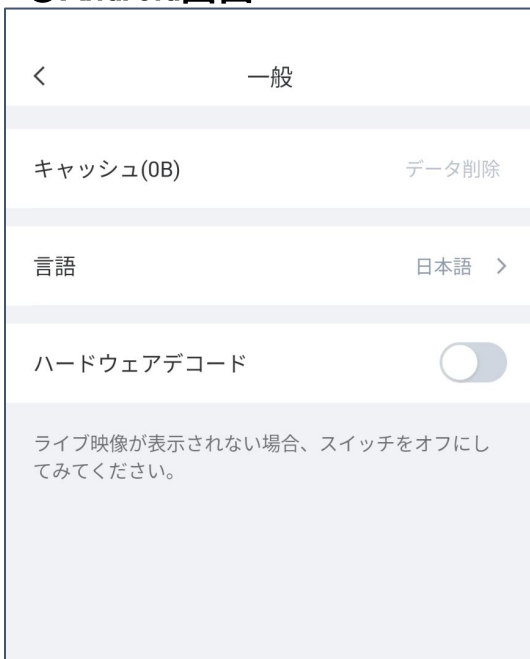 一般
キャッシュ(0B)
データ削除
言語
日本語
ハードウェアデコード
ライブ映像が表示されない場合、スイッチをオフにし
てみてください。